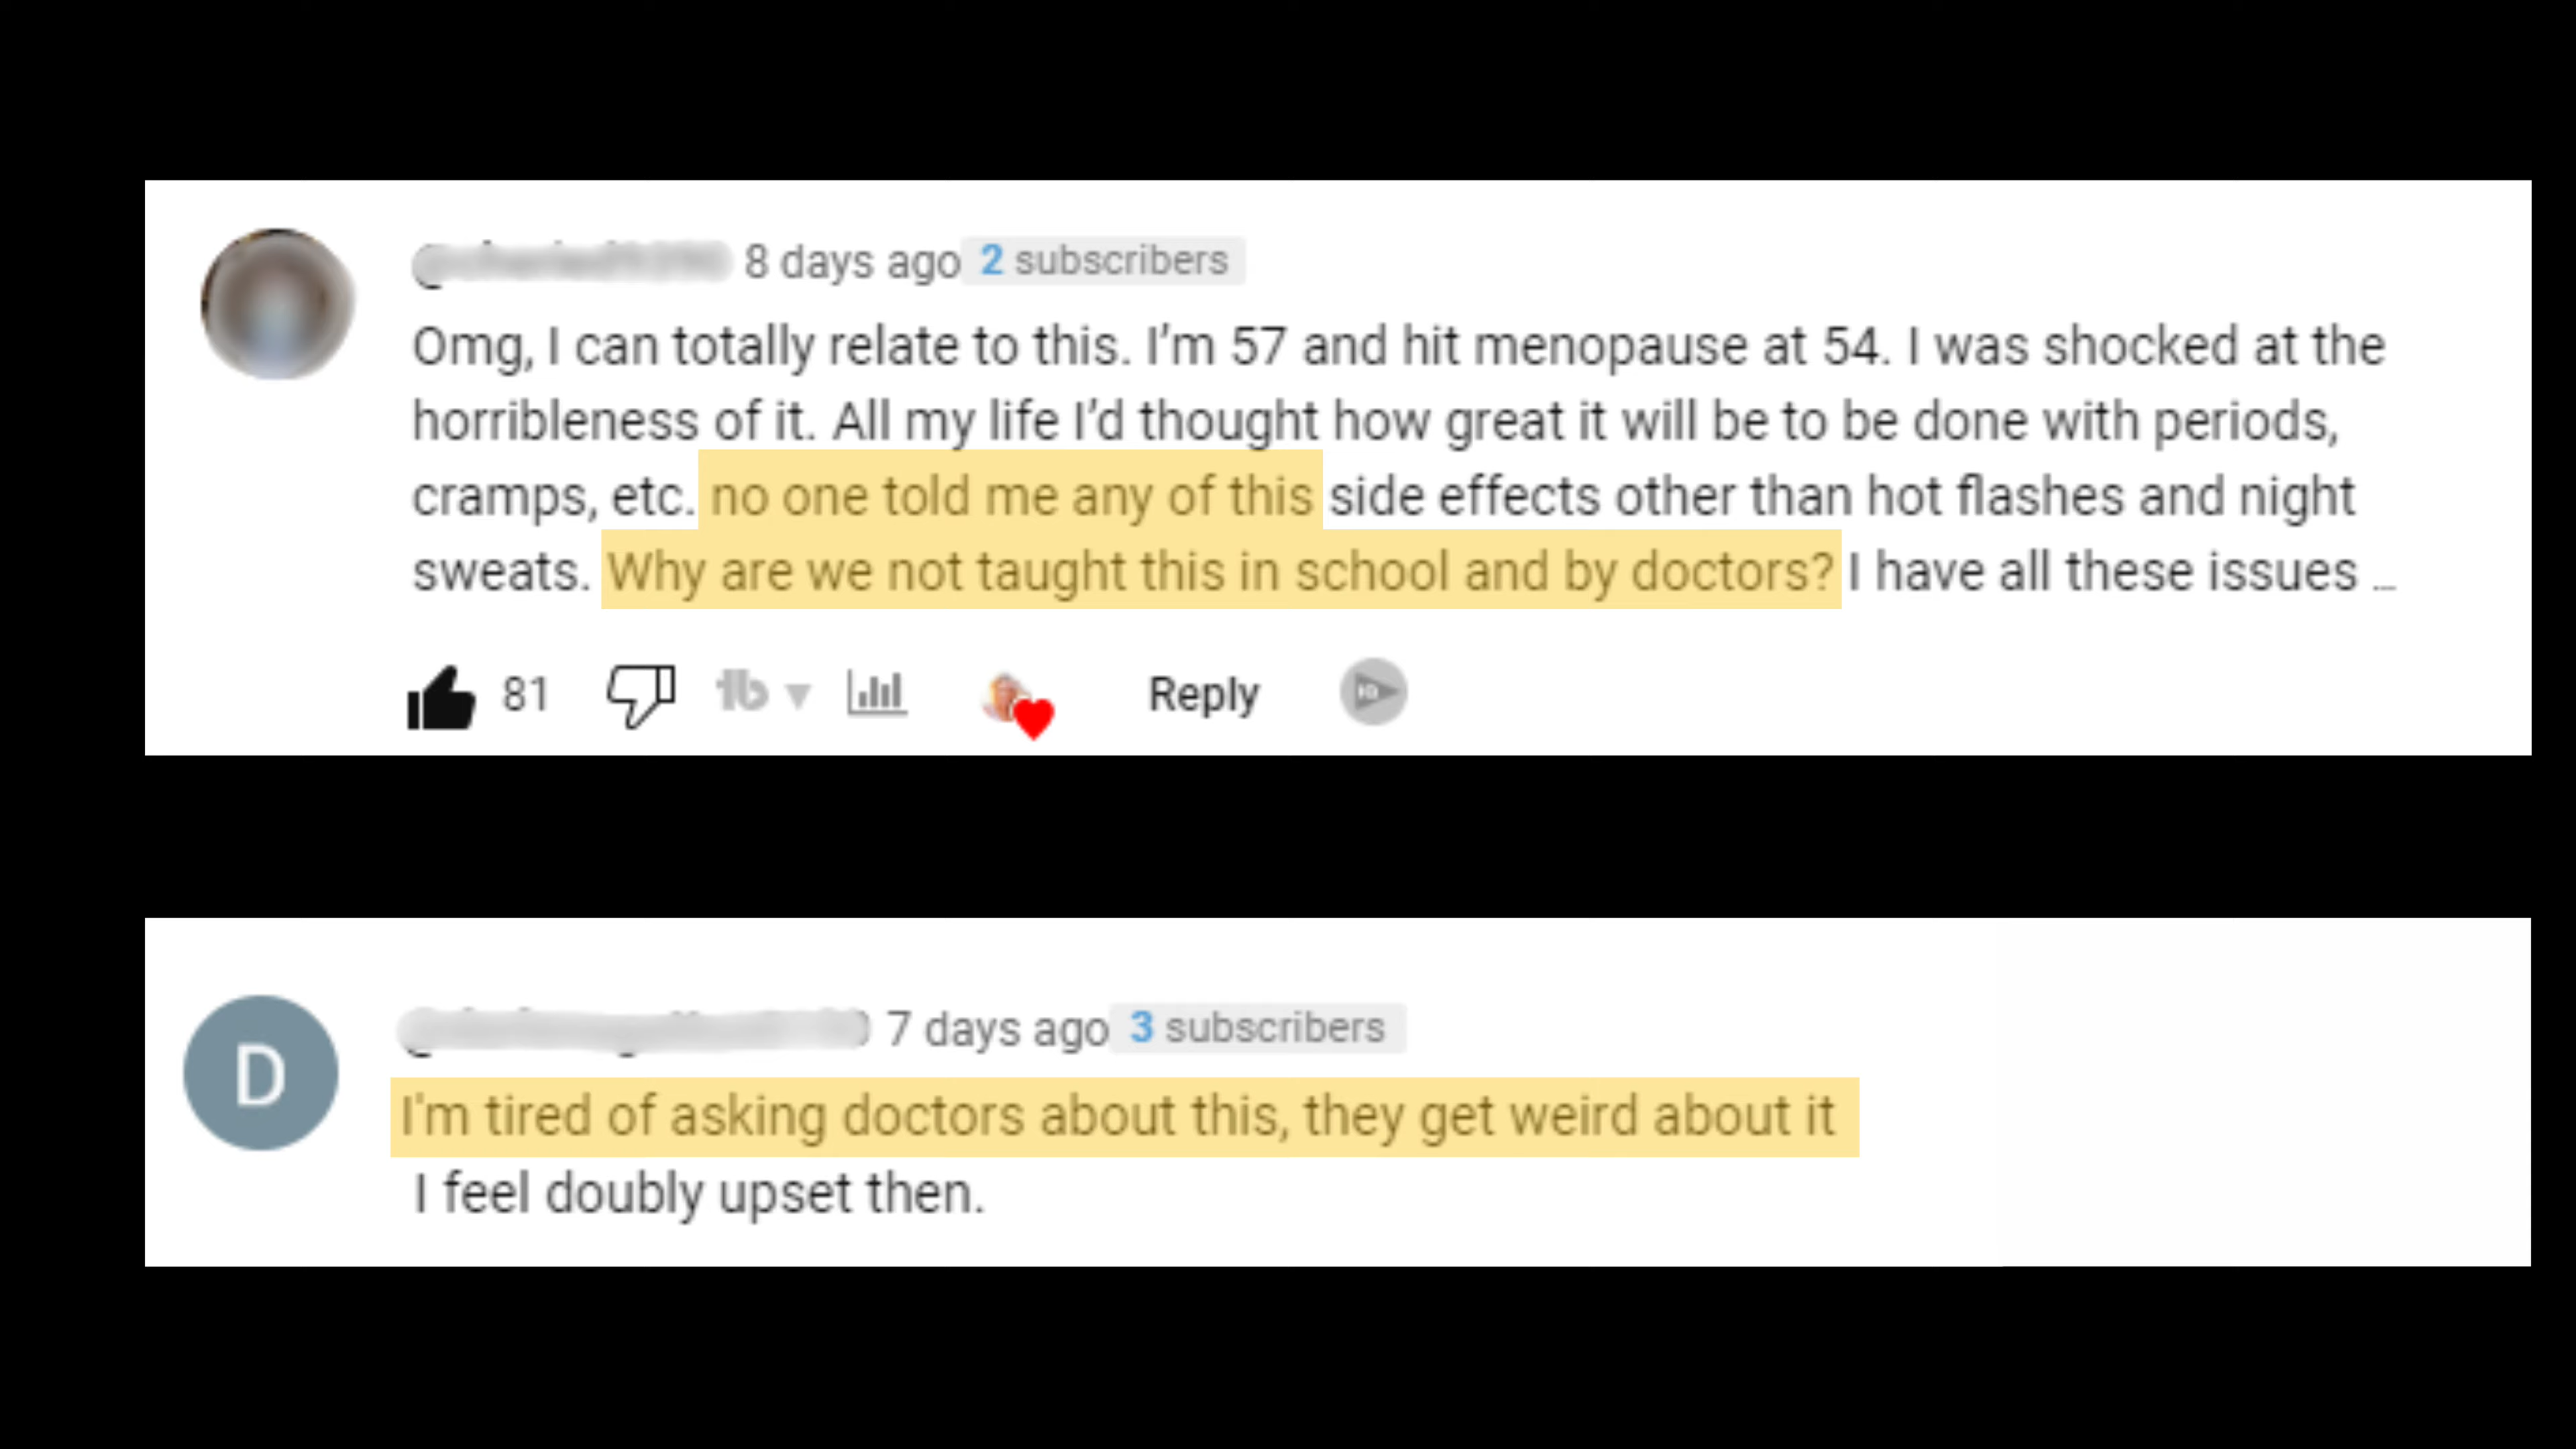 8 days ago 2 subscribers
Omg, I can totally relate to this. I'm 57 and hit menopause at 54. I was shocked at the
horribleness of it. All my life I'd thought how great it will be to be done with periods,
cramps, etc. no one told me any of this side effects other than hot flashes and night
sweats. Why are we not taught this in school and by doctors? I have all these issues ...
81 tb Reply
D
7 days ago 3 subscribers
I'm tired of asking doctors about this, they get weird about it
I feel doubly upset then.